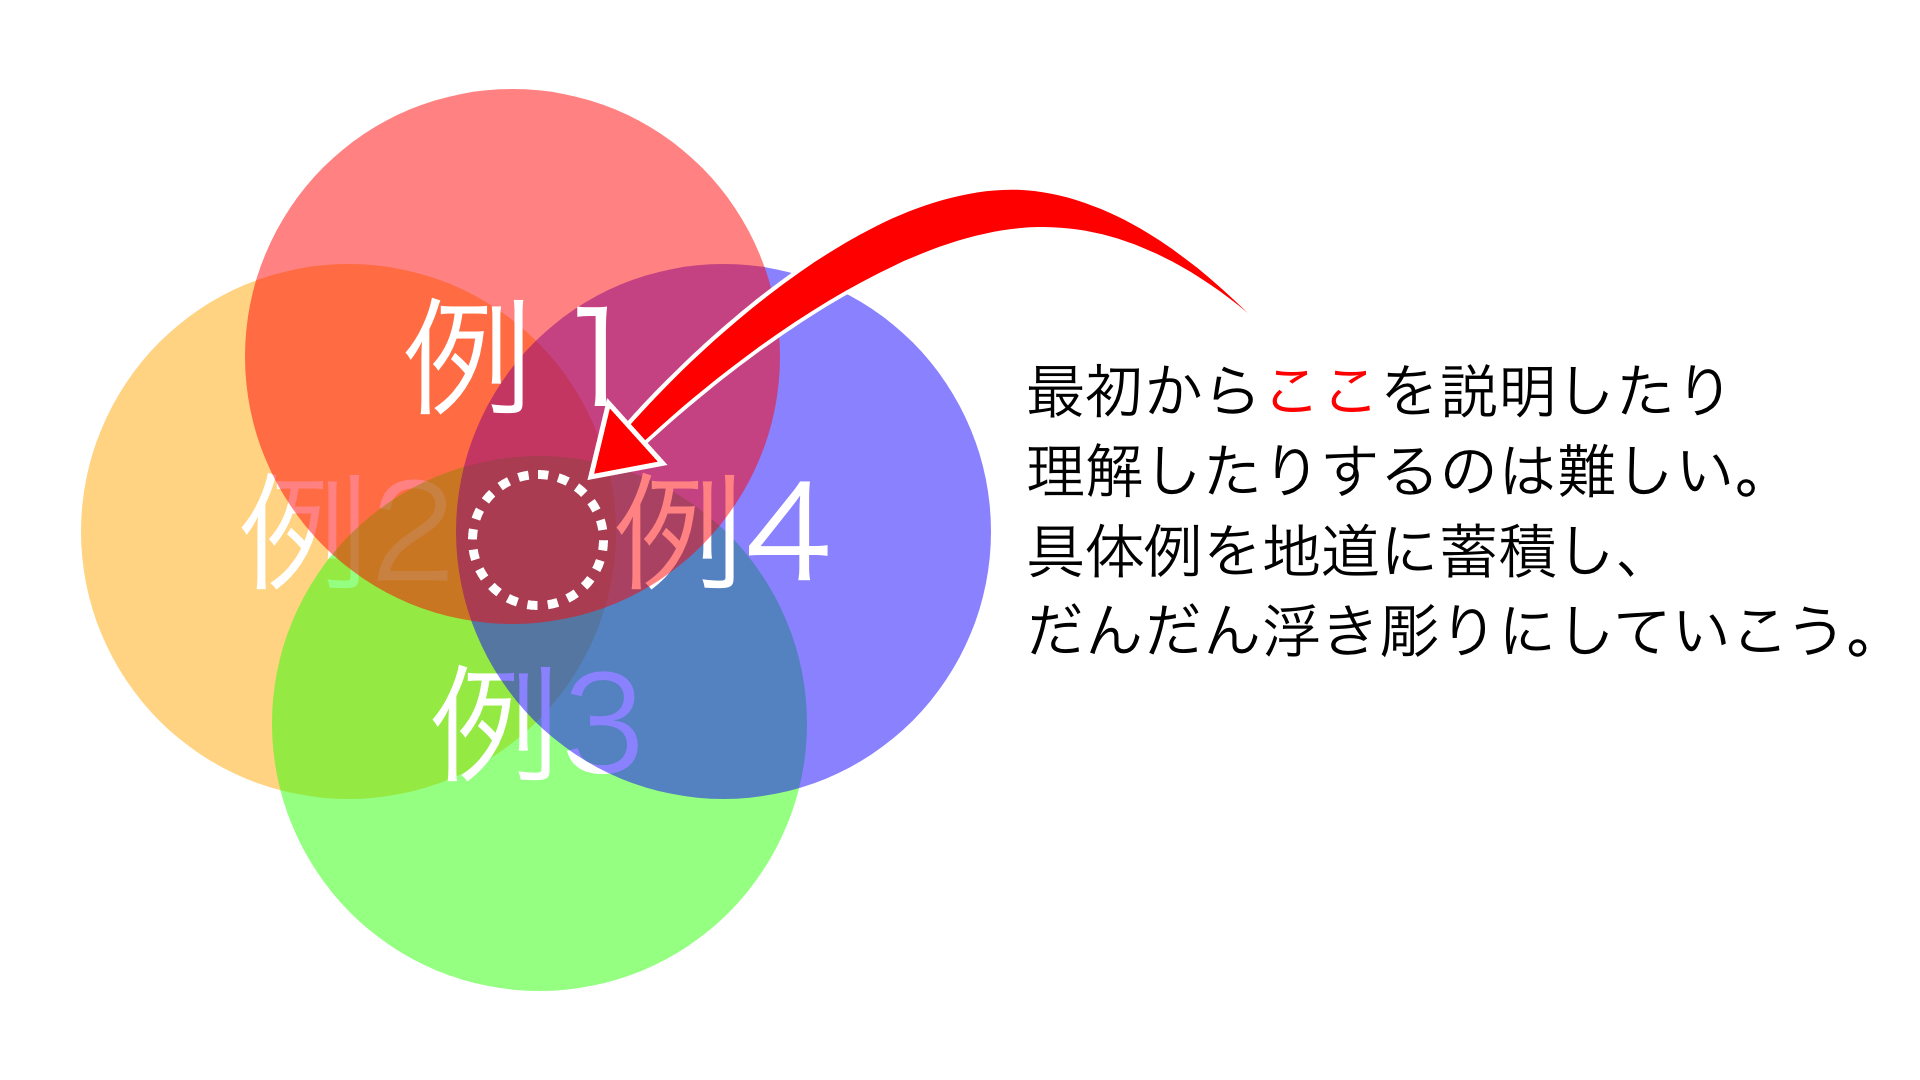 例1
例2
例4
例3
最初からここを説明したり
理解したりするのは難しい。
具体例を地道に蓄積し、
だんだん浮き彫りにしていこう。